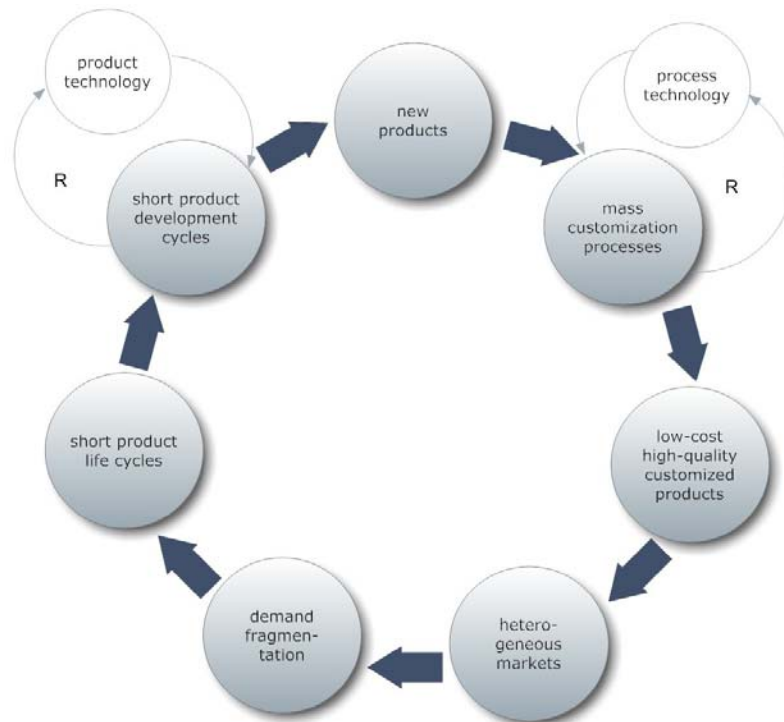 product
technology
R
short product
development
cycles
new
products
process
technology
R
mass
customization
processes
low-cost
high-quality
customized
products
hetero-
geneous
markets
demand
fragmen-
tation
short product
life cycles